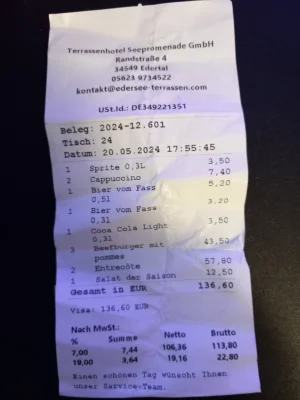 Terrassenhotel Seepromenade GmbH
Randstraße 4
34549 Edertal
05623 9734522
kontakt@edersee-terrassen.com
USt.Id.: DE349221351
Beleg: 2024-12.601
Tisch: 24
Datum: 20.05.2024 17:55:45
1 Sprite 0,3L 3,50
2 Cappuccino 7,40
1 Bier vom Fass 5,20
0,5l
1 Bier vom Fass 3,20
0,3l
1 Coca Cola Light 3,50
0,3l
3 Beefburger mit 43,50
pommes
2 Entrecôte 57,80
1 Salat der Saison 12,50
Gesamt in EUR 136,60
Visa: 136,60 EUR
Nach MwSt.:
% Summe Netto Brutto
7,00 7,44 106,36 113,80
19,00 3,64 19,16 22,80
Einen schönen Tag wünscht Ihnen
unser Service-Team.